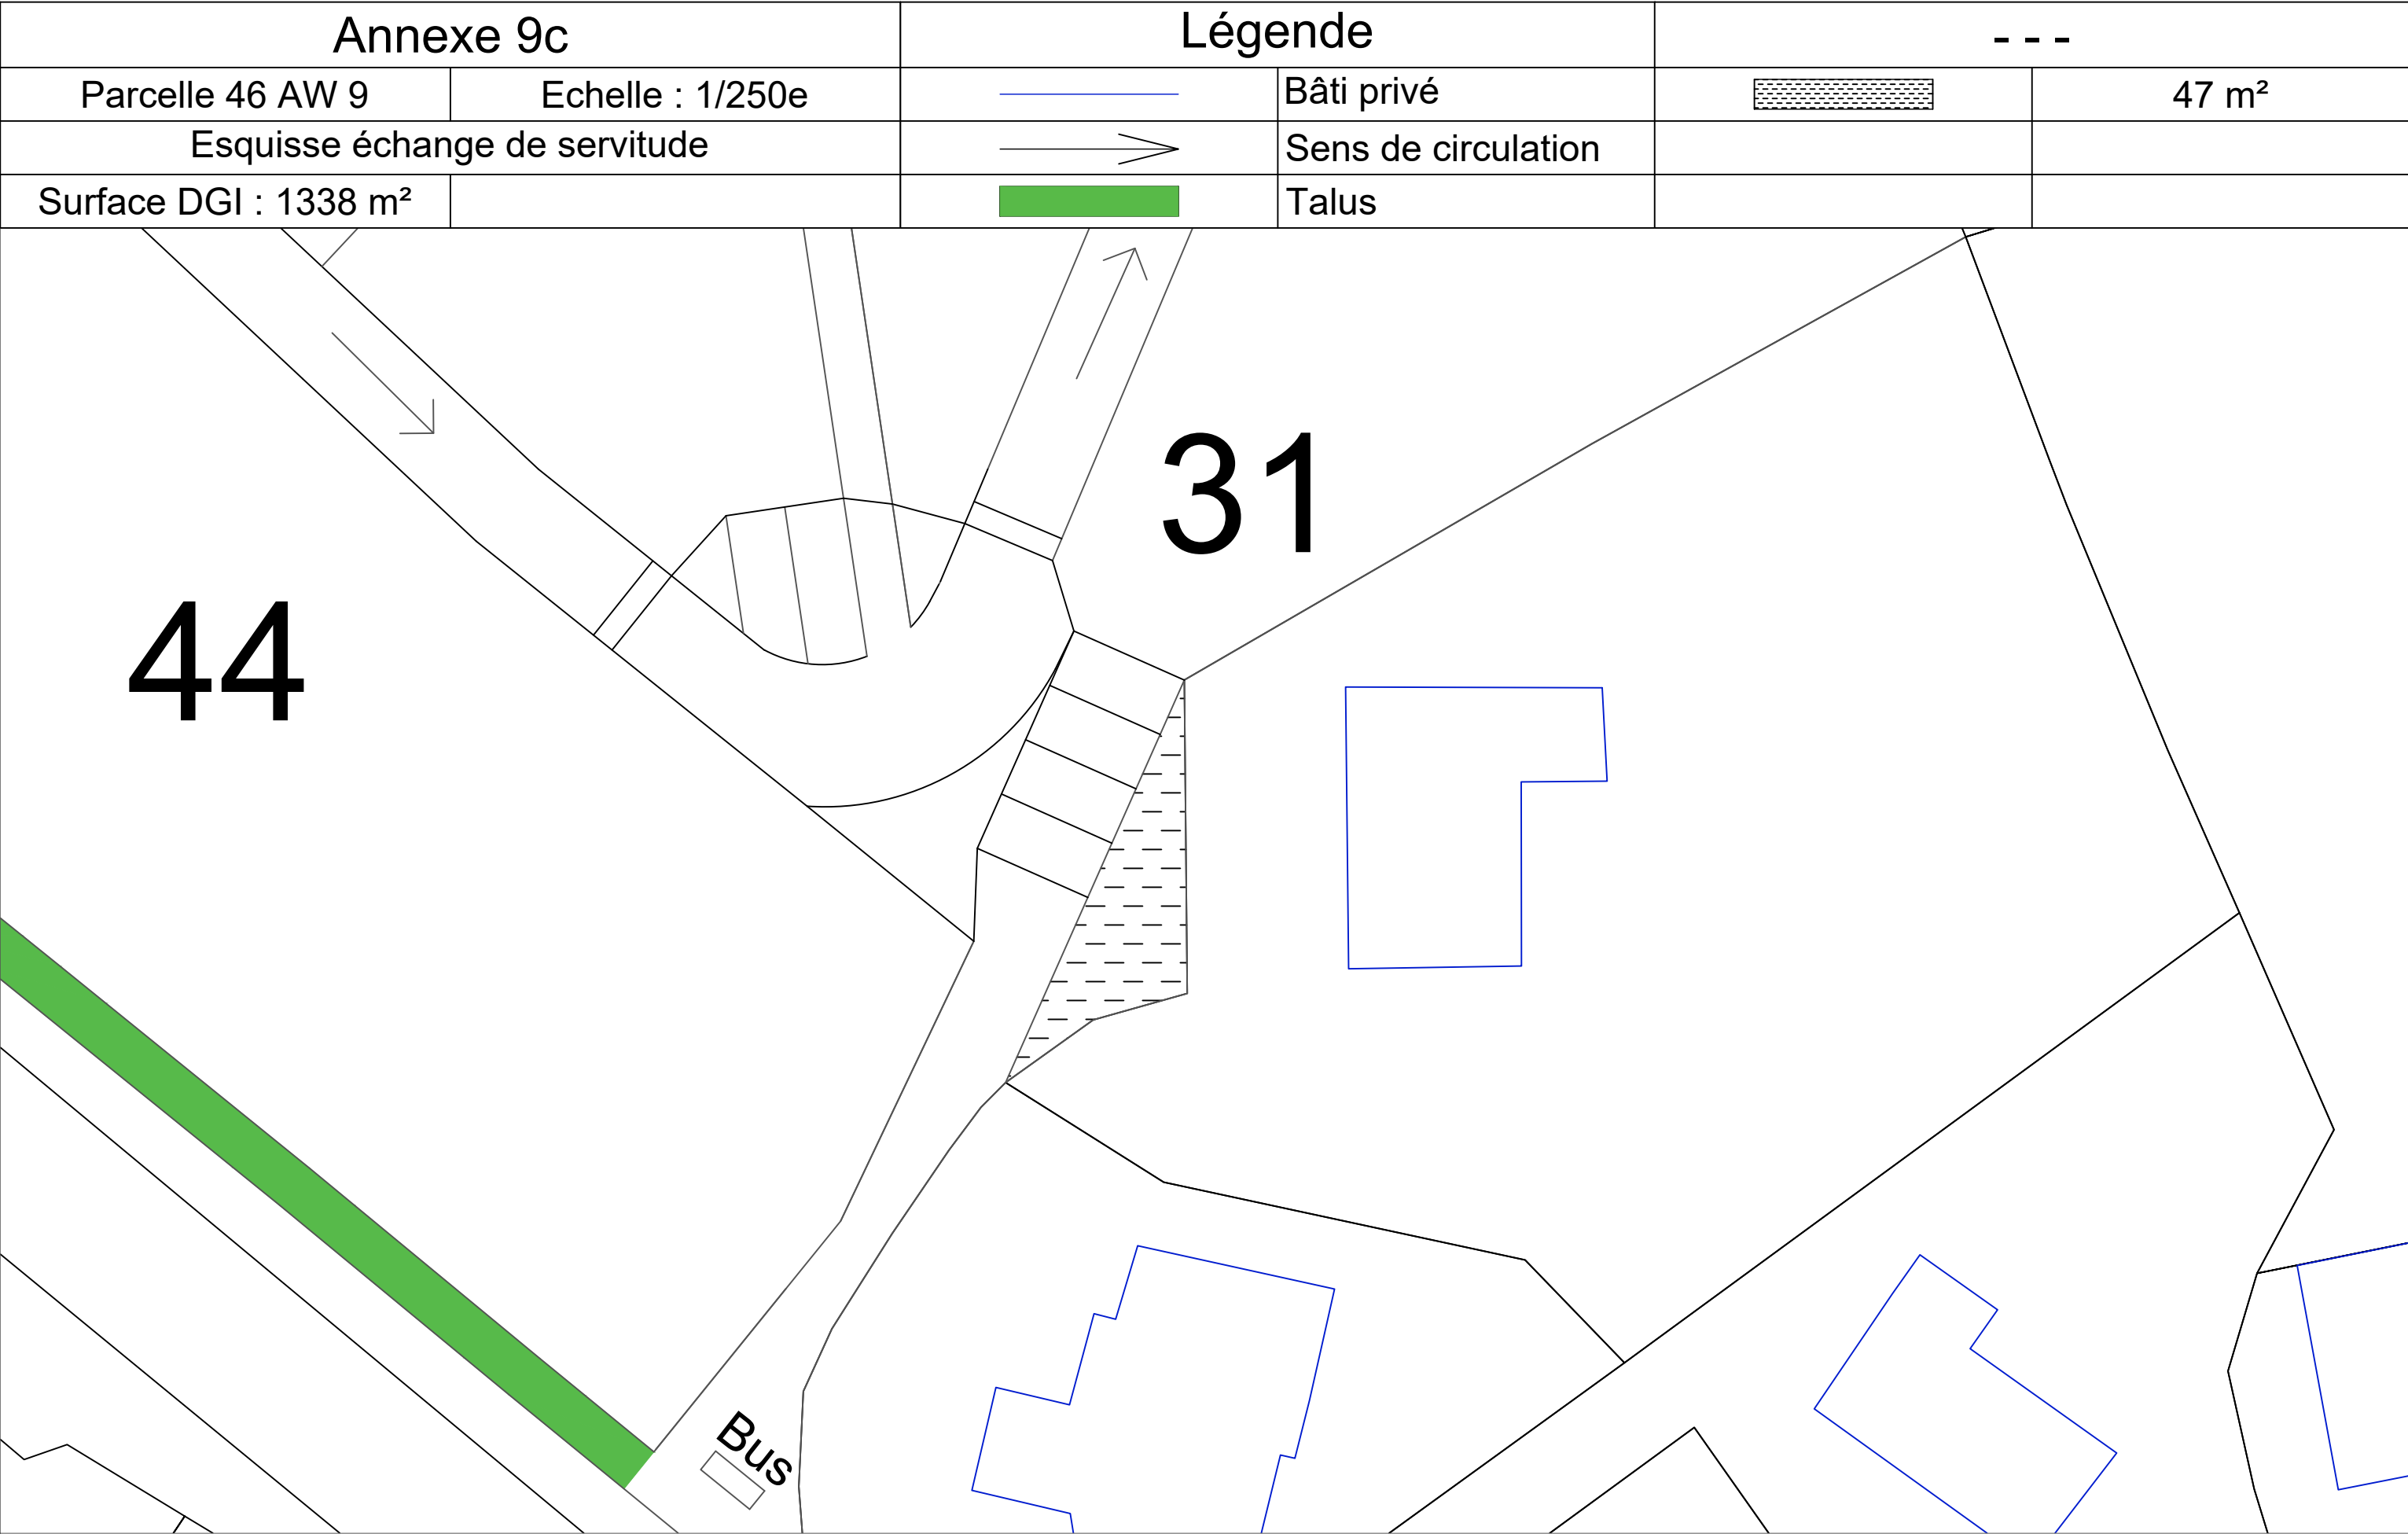 Annexe 9c
Légende
- - -
Parcelle 46 AW 9
Echelle : 1/250e
Bâti privé
47 m²
Esquisse échange de servitude
Sens de circulation
Surface DGI : 1338 m²
Talus
31
44
Bus